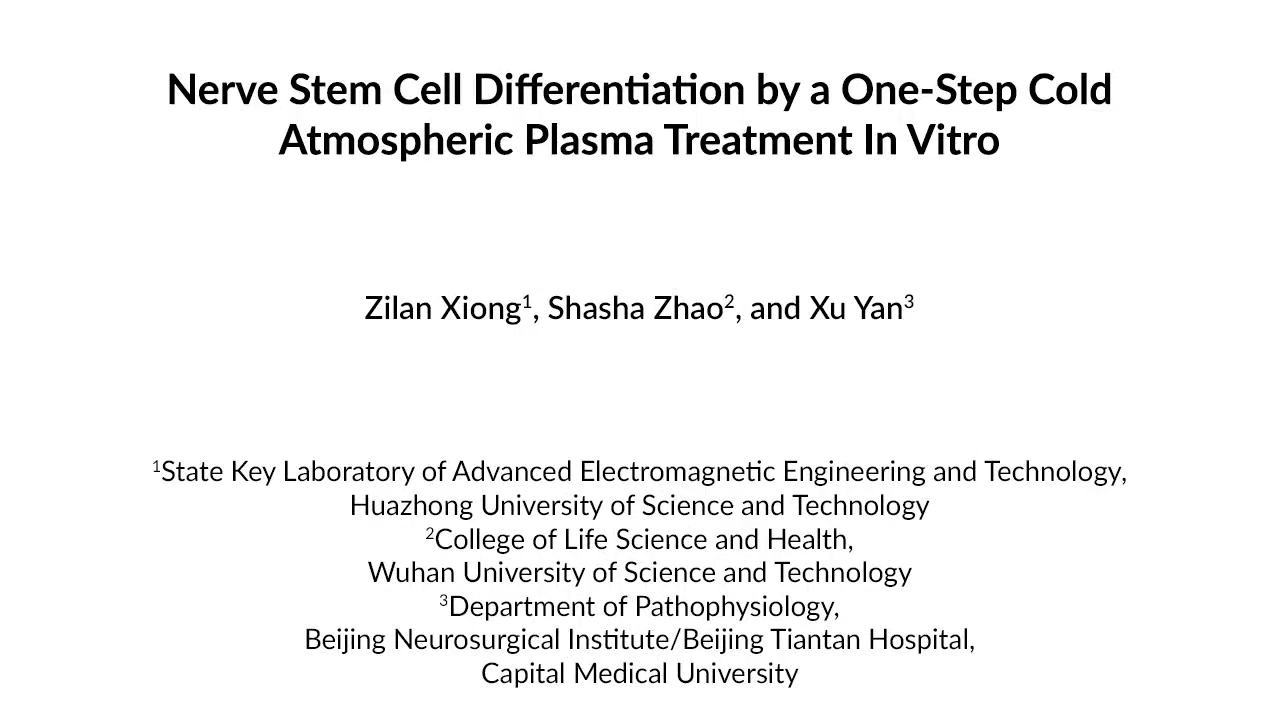 Nerve Stem Cell Differentiation by a One-Step Cold
Atmospheric Plasma Treatment In Vitro
Zilan Xiong¹, Shasha Zhao², and Xu Yan³
¹State Key Laboratory of Advanced Electromagnetic Engineering and Technology,
Huazhong University of Science and Technology
²College of Life Science and Health,
Wuhan University of Science and Technology
³Department of Pathophysiology,
Beijing Neurosurgical Institute/Beijing Tiantan Hospital,
Capital Medical University